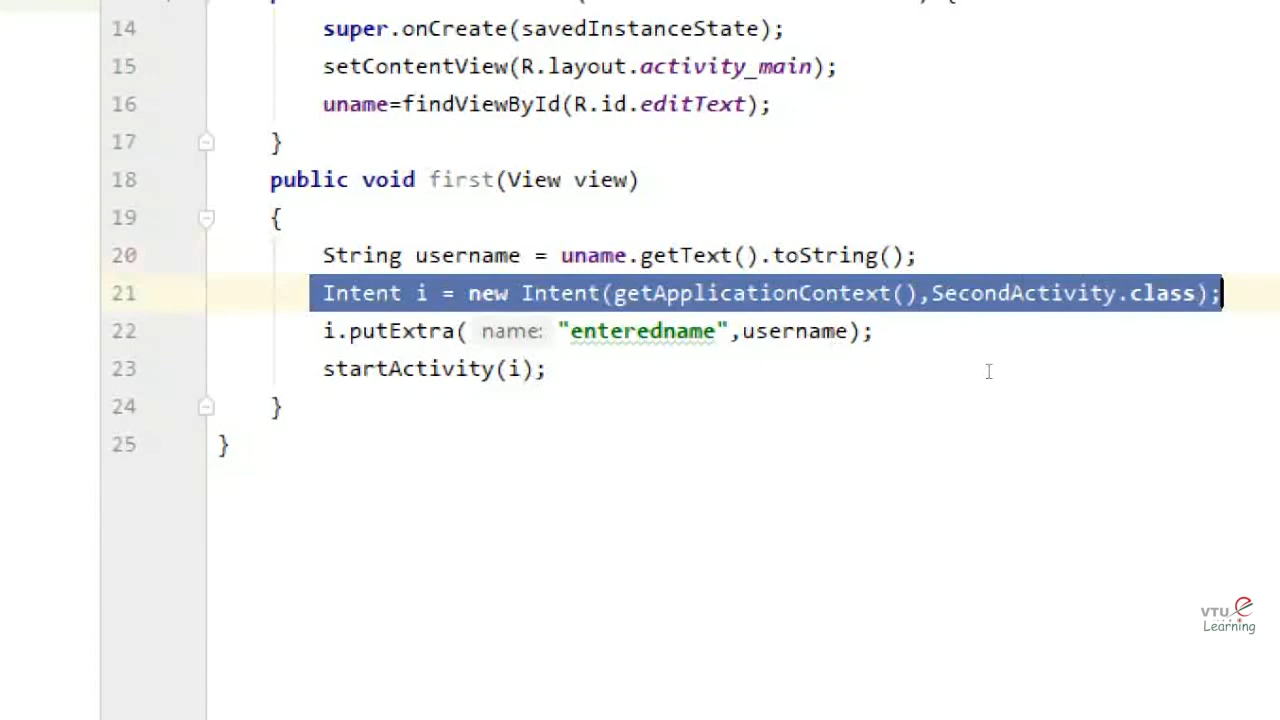 14 super.onCreate(savedInstanceState);
15 setContentView(R.layout.activity_main);
16 uname=findViewById(R.id.editText);
17 }
18 public void first(View view)
19 {
20 String username = uname.getText().toString();
21 Intent i = new Intent(getApplicationContext(),SecondActivity.class);
22 i.putExtra( name: "enteredname",username);
23 startActivity(i);
24 }
25 }
VTU e
Learning